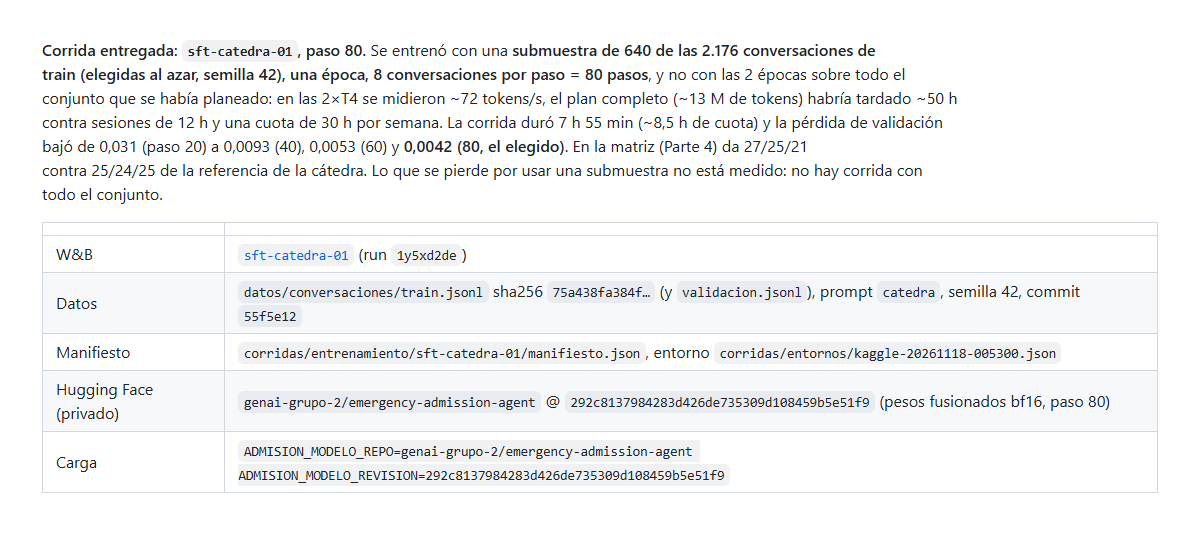 Corrida entregada: sft-catedra-01, paso 80. Se entrenó con una submuestra de 640 de las 2.176 conversaciones de
train (elegidas al azar, semilla 42), una época, 8 conversaciones por paso = 80 pasos, y no con las 2 épocas sobre todo el
conjunto que se había planeado: en las 2×T4 se midieron ~72 tokens/s, el plan completo (~13 M de tokens) habría tardado ~50 h
contra sesiones de 12 h y una cuota de 30 h por semana. La corrida duró 7 h 55 min (~8,5 h de cuota) y la pérdida de validación
bajó de 0,031 (paso 20) a 0,0093 (40), 0,0053 (60) y 0,0042 (80, el elegido). En la matriz (Parte 4) da 27/25/21
contra 25/24/25 de la referencia de la cátedra. Lo que se pierde por usar una submuestra no está medido: no hay corrida con
todo el conjunto.
W&B
sft-catedra-01 (run 1y5xd2de)
Datos
datos/conversaciones/train.jsonl sha256 75a438fa384f… (y validacion.jsonl), prompt catedra, semilla 42, commit
55f5e12
Manifiesto
corridas/entrenamiento/sft-catedra-01/manifiesto.json, entorno corridas/entornos/kaggle-20261118-005300.json
Hugging Face
(privado)
genai-grupo-2/emergency-admission-agent @ 292c8137984283d426de735309d108459b5e51f9 (pesos fusionados bf16, paso 80)
Carga
ADMISION_MODELO_REPO=genai-grupo-2/emergency-admission-agent
ADMISION_MODELO_REVISION=292c8137984283d426de735309d108459b5e51f9